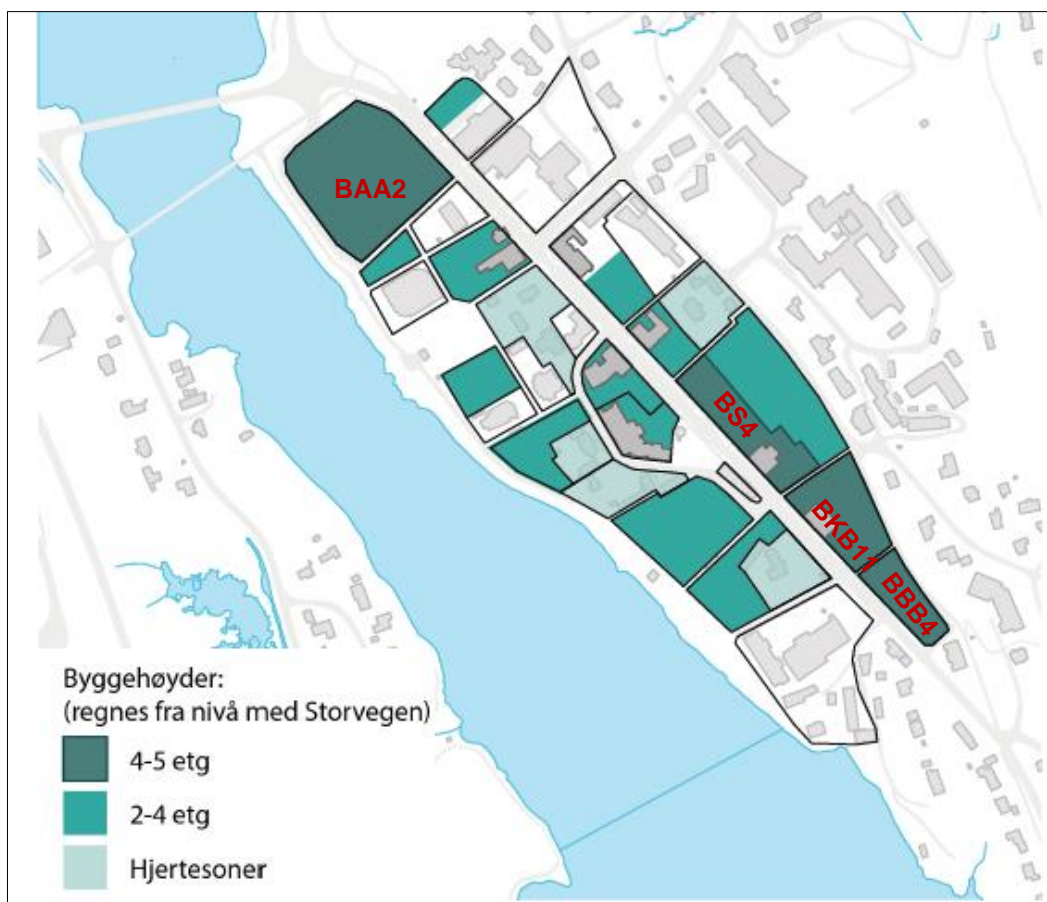 BAA2
BS4
BKB11
BBB4
Byggehøyder:
(regnes fra nivå med Storvegen)
4-5 etg
2-4 etg
Hjertesoner